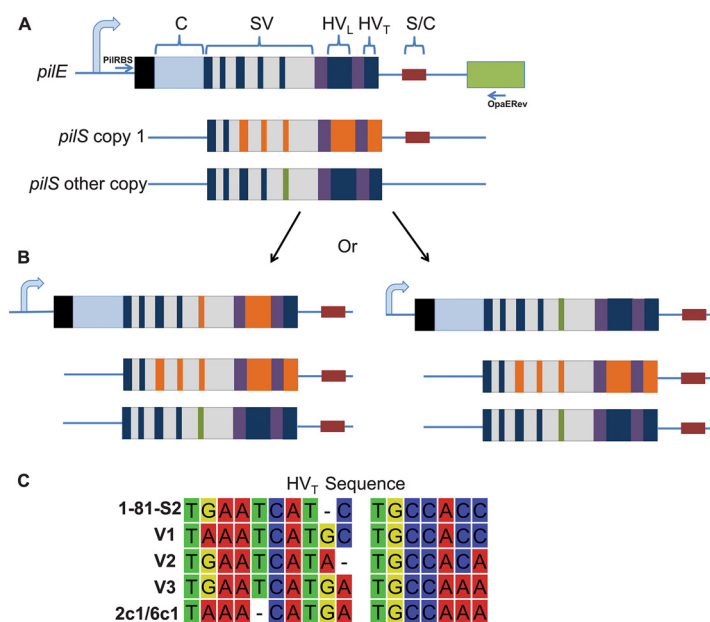 A
C SV HVL HVT S/C
PilRBS
pilE
OpaERev
pilS copy 1
pilS other copy
Or
B
C
HVT Sequence
1-81-S2 TGAATCAT-C TGCCACC
V1 TAAATCATGC TGCCACC
V2 TGAATCATA- TGCCACA
V3 TGAATCATGA TGCCAAA
2c1/6c1 TAAA-CATGA TGCCAAA